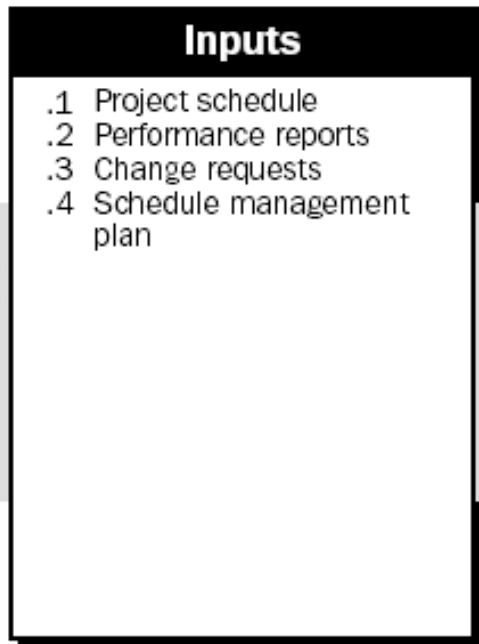 Inputs
.1 Project schedule
.2 Performance reports
.3 Change requests
.4 Schedule management
plan